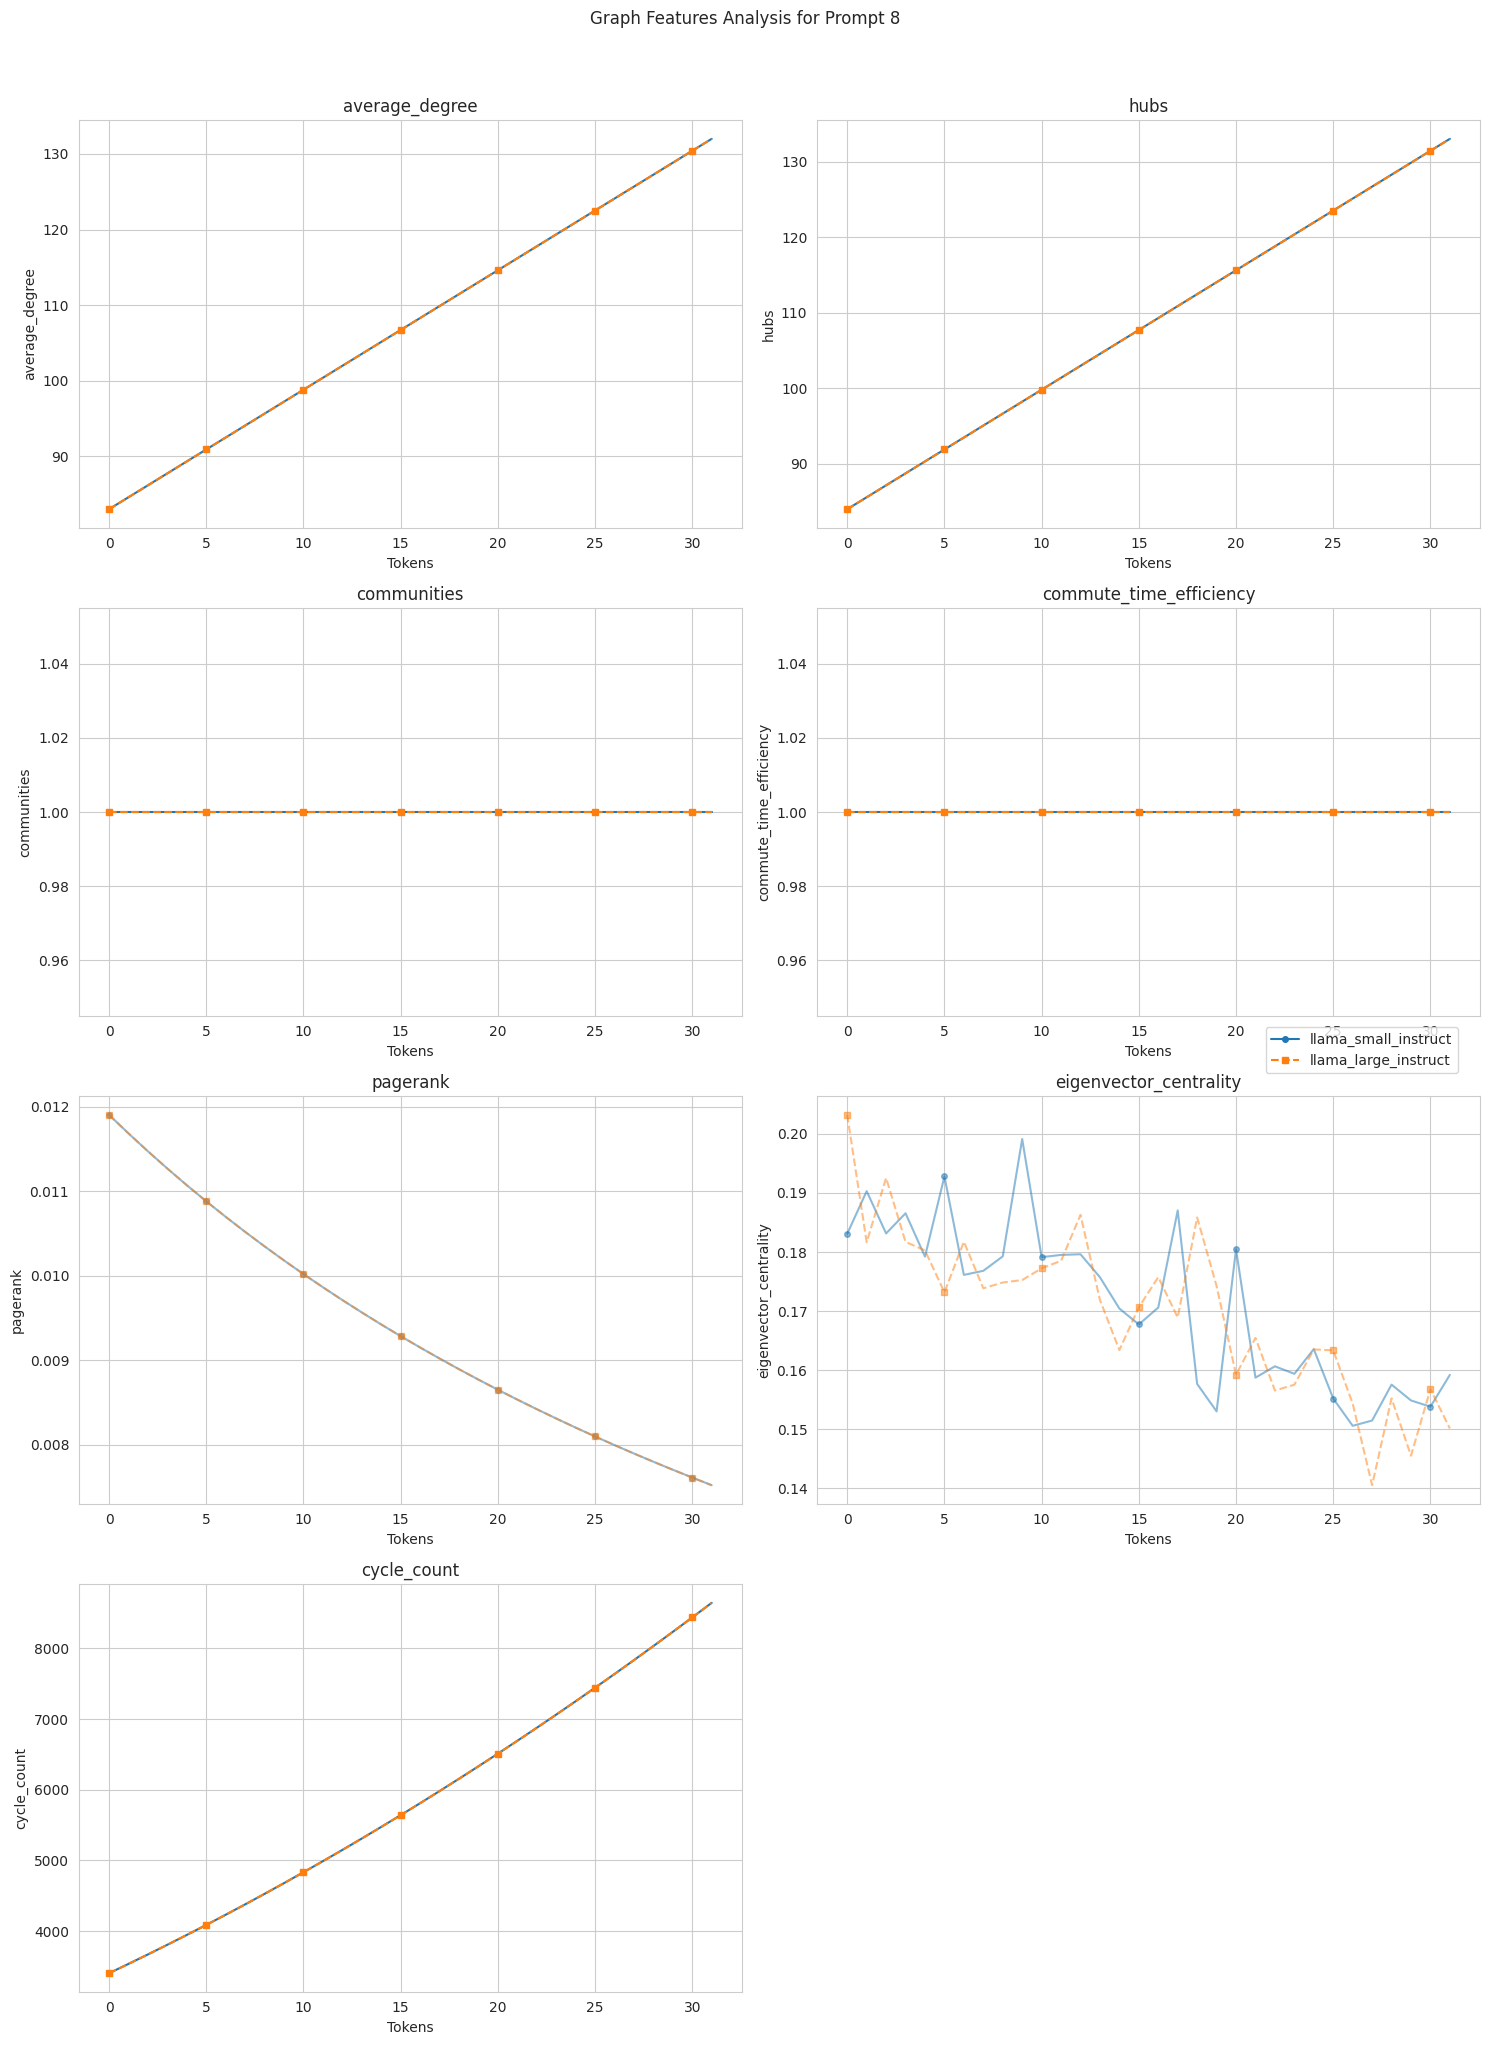 Graph Features Analysis for Prompt 8
average_degree
average_degree
130
120
110
100
90
0 5 10 15 20 25 30
Tokens
hubs
hubs
130
120
110
100
90
0 5 10 15 20 25 30
Tokens
communities
communities
1.04
1.02
1.00
0.98
0.96
0 5 10 15 20 25 30
Tokens
commute_time_efficiency
commute_time_efficiency
1.04
1.02
1.00
0.98
0.96
0 5 10 15 20 25 30
Tokens
llama_small_instruct
llama_large_instruct
pagerank
pagerank
0.012
0.011
0.010
0.009
0.008
0 5 10 15 20 25 30
Tokens
eigenvector_centrality
eigenvector_centrality
0.20
0.19
0.18
0.17
0.16
0.15
0.14
0 5 10 15 20 25 30
Tokens
cycle_count
cycle_count
8000
7000
6000
5000
4000
0 5 10 15 20 25 30
Tokens